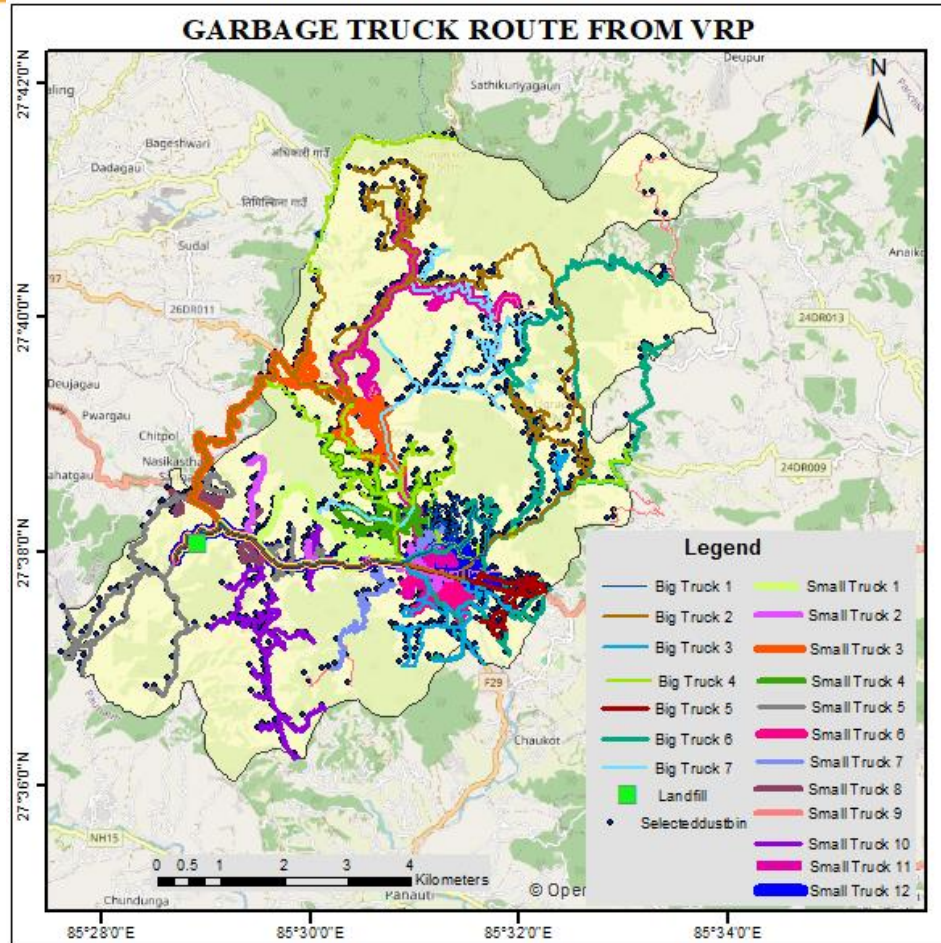 GARBAGE TRUCK ROUTE FROM VRP
27°42'0"N
27°40'0"N
27°38'0"N
27°36'0"N
85°28'0"E
85°30'0"E
85°32'0"E
85°34'0"E
N
Deupur
Sathikuriyagaun
aling
Bageshwari
Dadagau
Sudal
Anaiko
97
26DR011
24DR013
Deujagau
Pwargau
Chitpol
Nasikastha
ahatgau
24DR009
F29
Chaukot
NH15
Chundunga
Panauti
© Oper
0 0.5 1 2 3 4
Kilometers
Legend
Big Truck 1
Big Truck 2
Big Truck 3
Big Truck 4
Big Truck 5
Big Truck 6
Big Truck 7
Landfill
Selecteddustbin
Small Truck 1
Small Truck 2
Small Truck 3
Small Truck 4
Small Truck 5
Small Truck 6
Small Truck 7
Small Truck 8
Small Truck 9
Small Truck 10
Small Truck 11
Small Truck 12